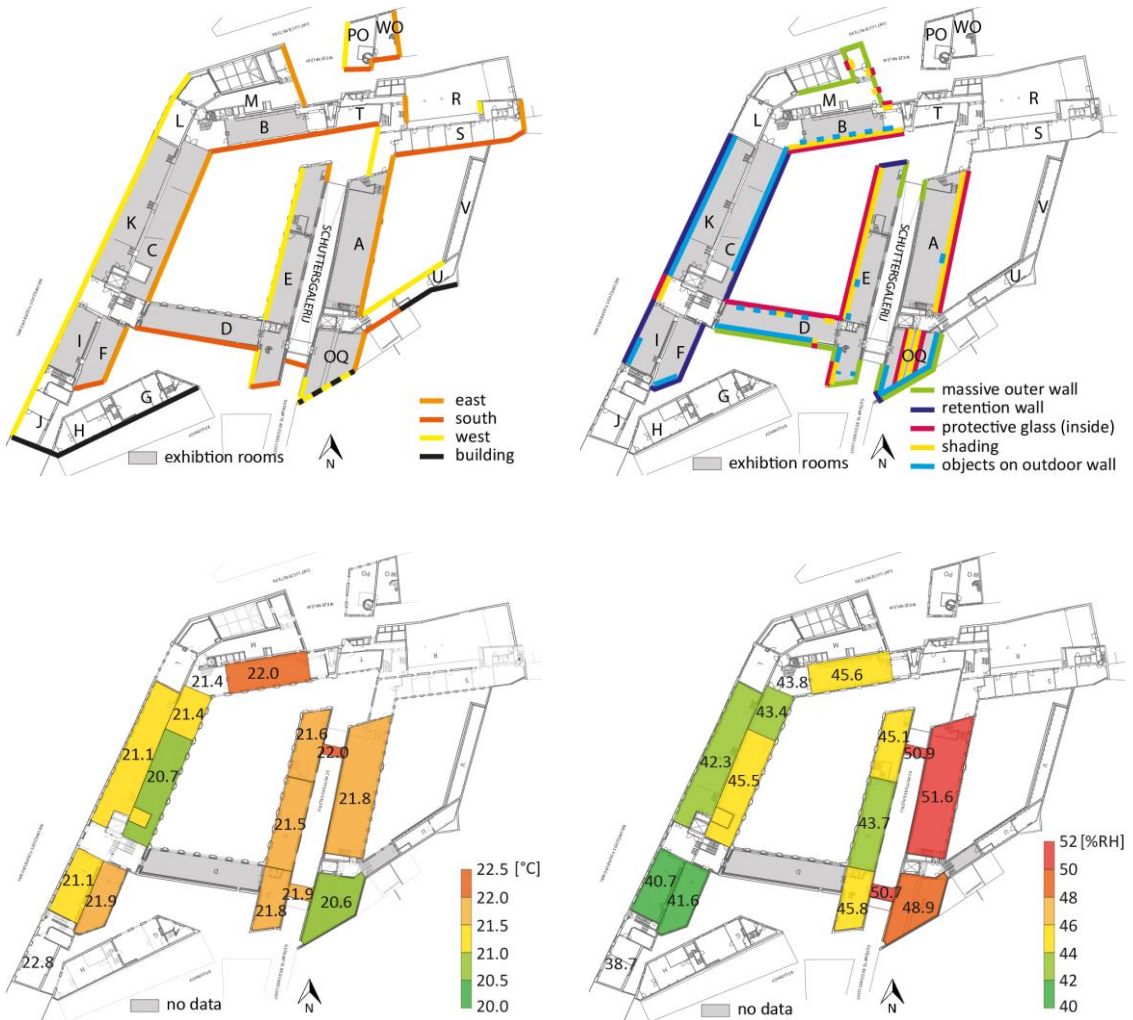 PO
WO
M
R
T
L
B
S
K
C
A
V
E
SCHUTTERSGALERIJ
U
D
I
F
OQ
G
J
H
east
south
west
building
exhibtion rooms
N
PO
WO
M
R
T
L
B
S
K
C
A
V
E
SCHUTTERSGALERIJ
U
D
I
F
OQ
G
J
H
massive outer wall
retention wall
protective glass (inside)
shading
objects on outdoor wall
exhibtion rooms
N
21.4
22.0
21.4
21.1
20.7
21.6
22.0
21.8
21.5
21.1
21.9
21.9
21.8
20.6
22.8
22.5 [°C]
22.0
21.5
21.0
20.5
20.0
no data
N
43.8
45.6
43.4
42.3
45.5
45.1
50.9
51.6
43.7
40.7
41.6
50.7
45.8
48.9
38.7
52 [%RH]
50
48
46
44
42
40
no data
N